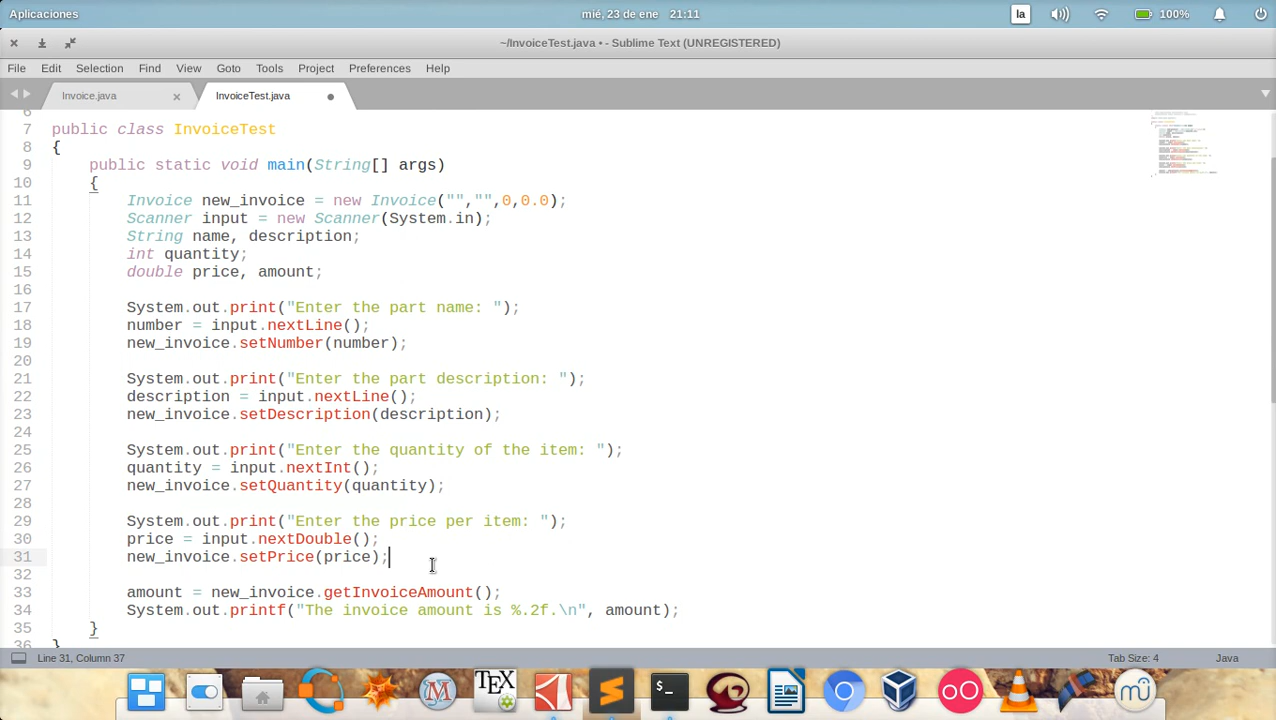 Aplicaciones
mié, 23 de ene 21:11
la
100%
~/InvoiceTest.java • - Sublime Text (UNREGISTERED)
File Edit Selection Find View Goto Tools Project Preferences Help
Invoice.java
InvoiceTest.java
6
7 public class InvoiceTest
8 {
9 public static void main(String[] args)
10 {
11 Invoice new_invoice = new Invoice("","",0,0.0);
12 Scanner input = new Scanner(System.in);
13 String name, description;
14 int quantity;
15 double price, amount;
16
17 System.out.print("Enter the part name: ");
18 number = input.nextLine();
19 new_invoice.setNumber(number);
20
21 System.out.print("Enter the part description: ");
22 description = input.nextLine();
23 new_invoice.setDescription(description);
24
25 System.out.print("Enter the quantity of the item: ");
26 quantity = input.nextInt();
27 new_invoice.setQuantity(quantity);
28
29 System.out.print("Enter the price per item: ");
30 price = input.nextDouble();
31 new_invoice.setPrice(price);
32
33 amount = new_invoice.getInvoiceAmount();
34 System.out.printf("The invoice amount is %.2f.\n", amount);
35 }
36 }
Line 31, Column 37
Tab Size: 4
Java
TEX
>_